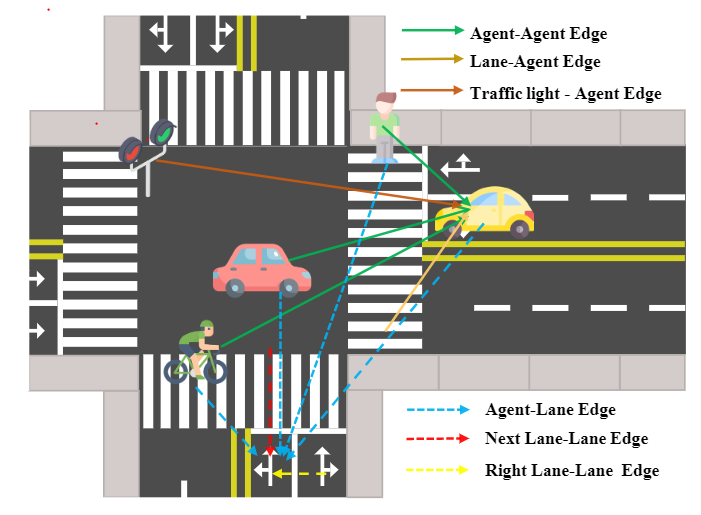 Agent-Agent Edge
Lane-Agent Edge
Traffic light - Agent Edge
Agent-Lane Edge
Next Lane-Lane Edge
Right Lane-Lane Edge